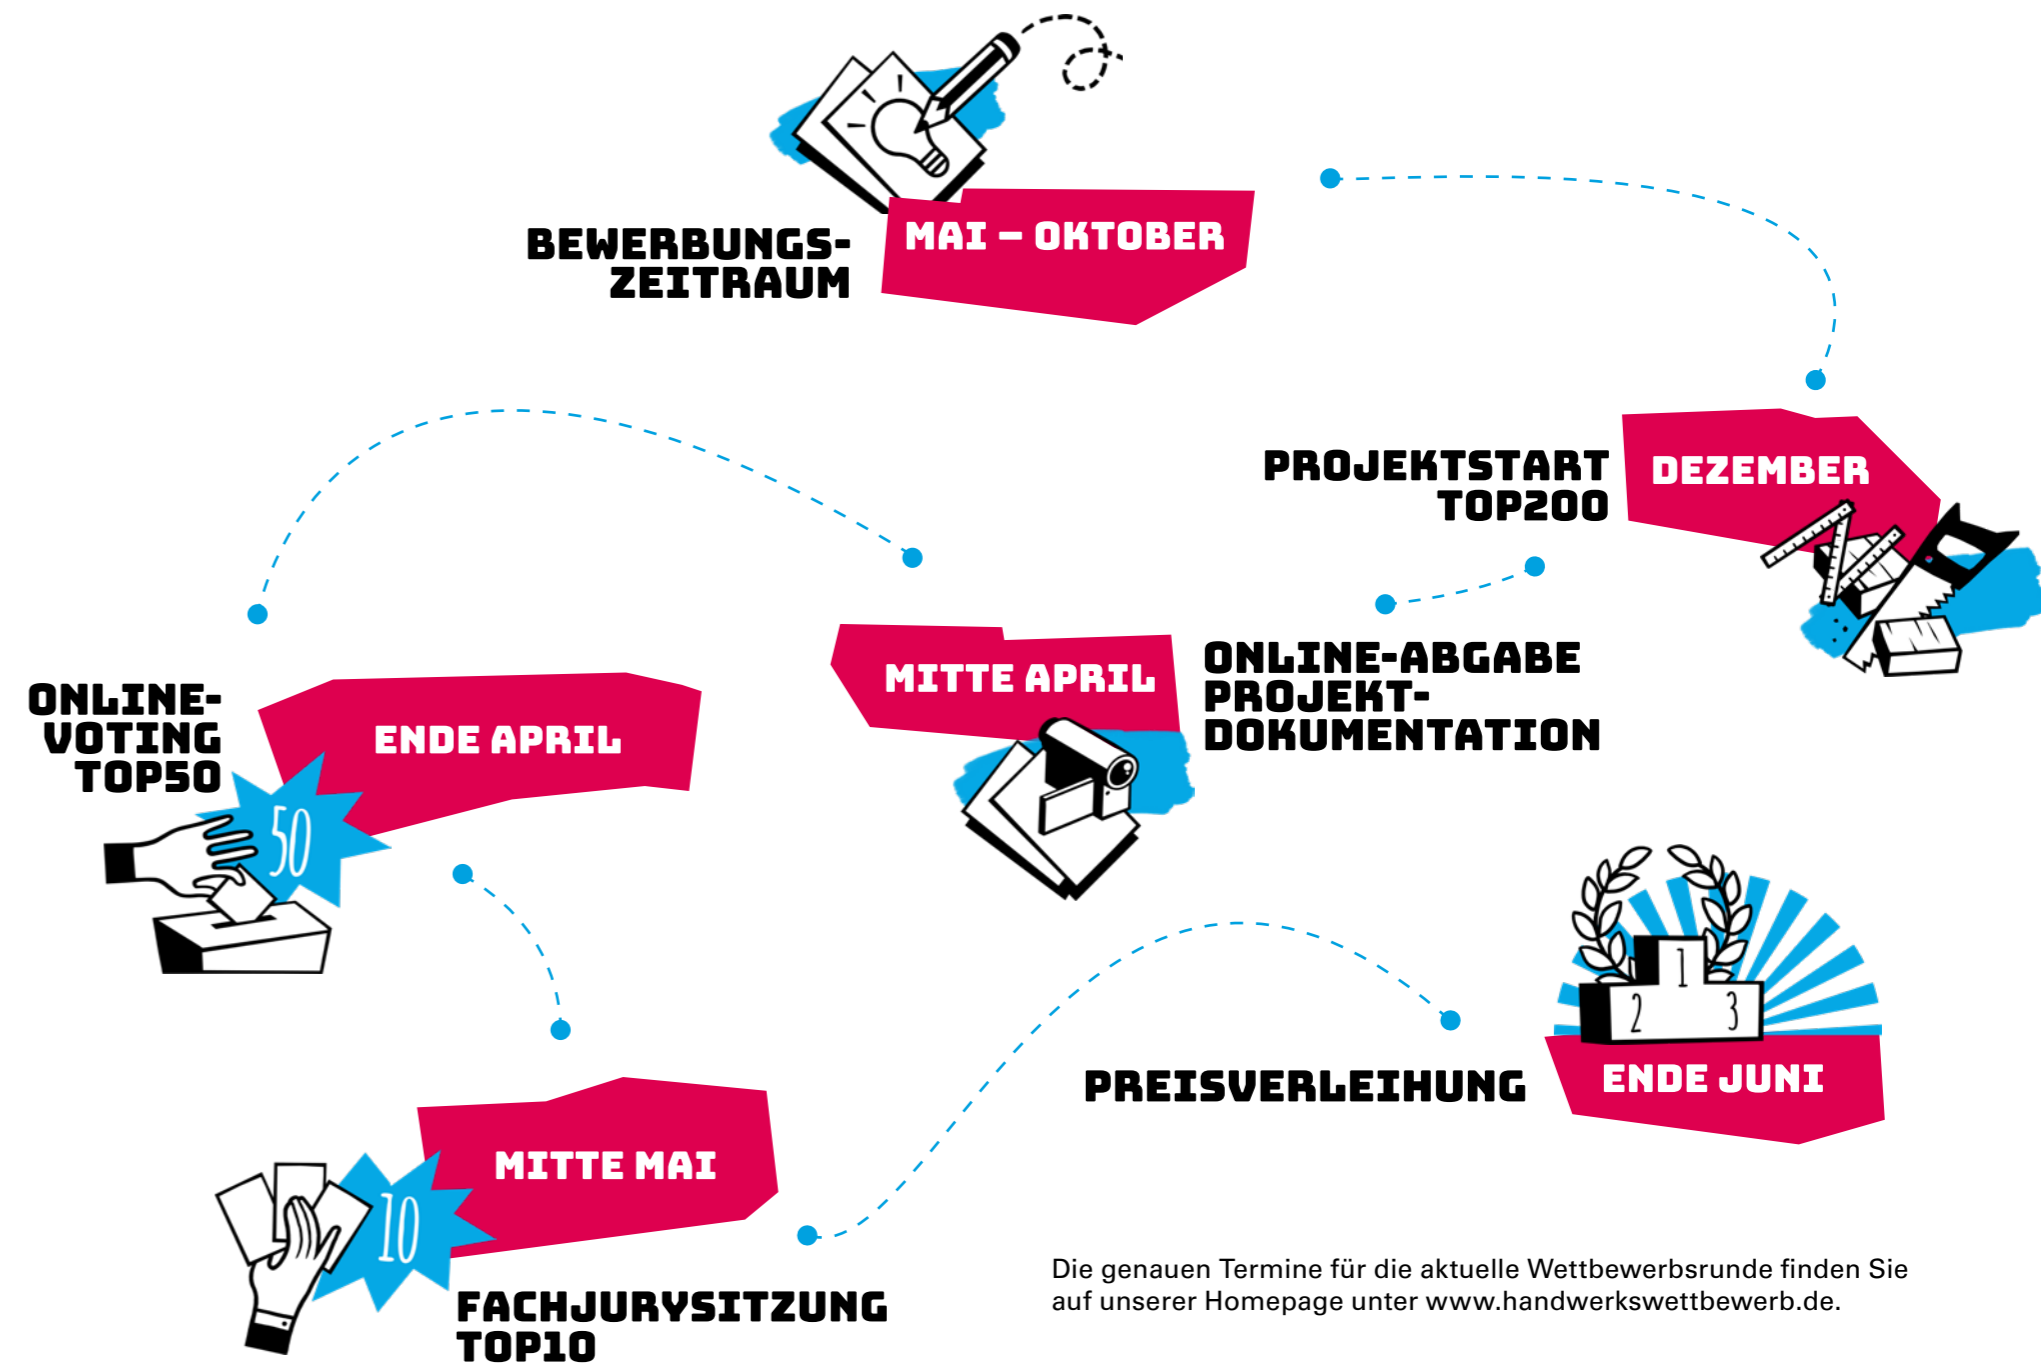 BEWERBUNGS-
ZEITRAUM
MAI – OKTOBER
PROJEKTSTART
TOP200
DEZEMBER
ONLINE-ABGABE
PROJEKT-
DOKUMENTATION
MITTE APRIL
ONLINE-
VOTING
TOP50
ENDE APRIL
50
MITTE MAI
10
FACHJURYSITZUNG
TOP10
1
2
3
PREISVERLEIHUNG
ENDE JUNI
Die genauen Termine für die aktuelle Wettbewerbsrunde finden Sie
auf unserer Homepage unter www.handwerkswettbewerb.de.